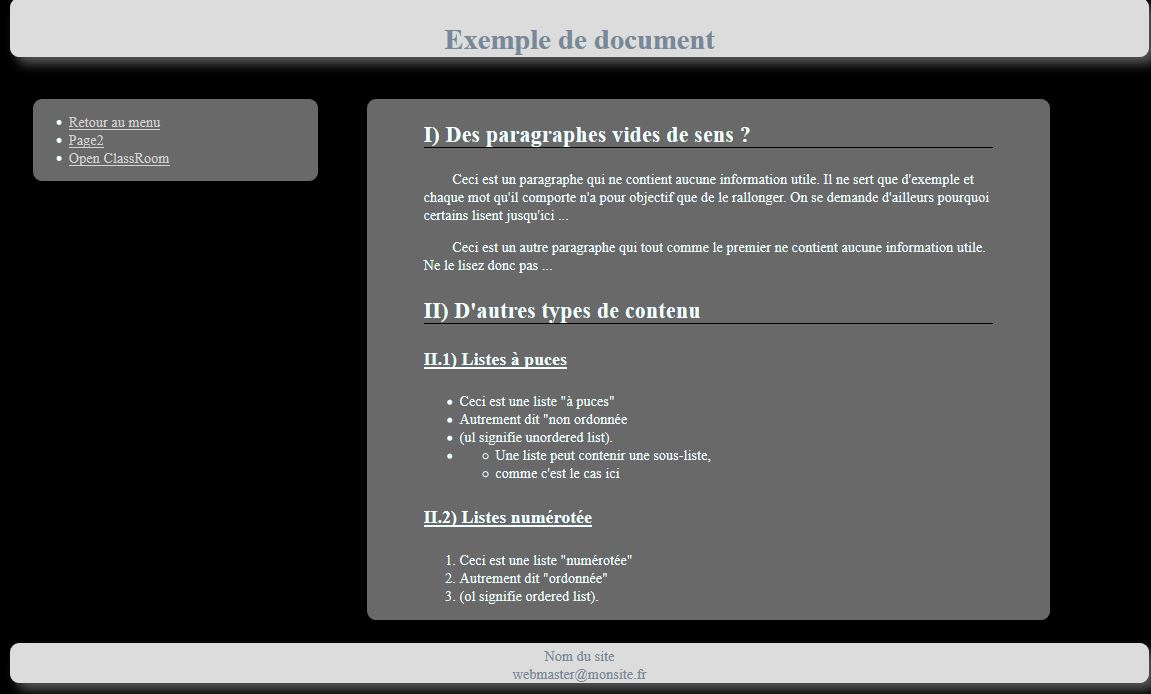 Exemple de document
Retour au menu
Page2
Open ClassRoom
I) Des paragraphes vides de sens ?
Ceci est un paragraphe qui ne contient aucune information utile. Il ne sert que d'exemple et
chaque mot qu'il comporte n'a pour objectif que de le rallonger. On se demande d'ailleurs pourquoi
certains lisent jusqu'ici ...
Ceci est un autre paragraphe qui tout comme le premier ne contient aucune information utile.
Ne le lisez donc pas ...
II) D'autres types de contenu
II.1) Listes à puces
Ceci est une liste "à puces"
Autrement dit "non ordonnée
(ul signifie unordered list).
Une liste peut contenir une sous-liste,
comme c'est le cas ici
II.2) Listes numérotée
1. Ceci est une liste "numérotée"
2. Autrement dit "ordonnée"
3. (ol signifie ordered list).
Nom du site
webmaster@monsite.fr